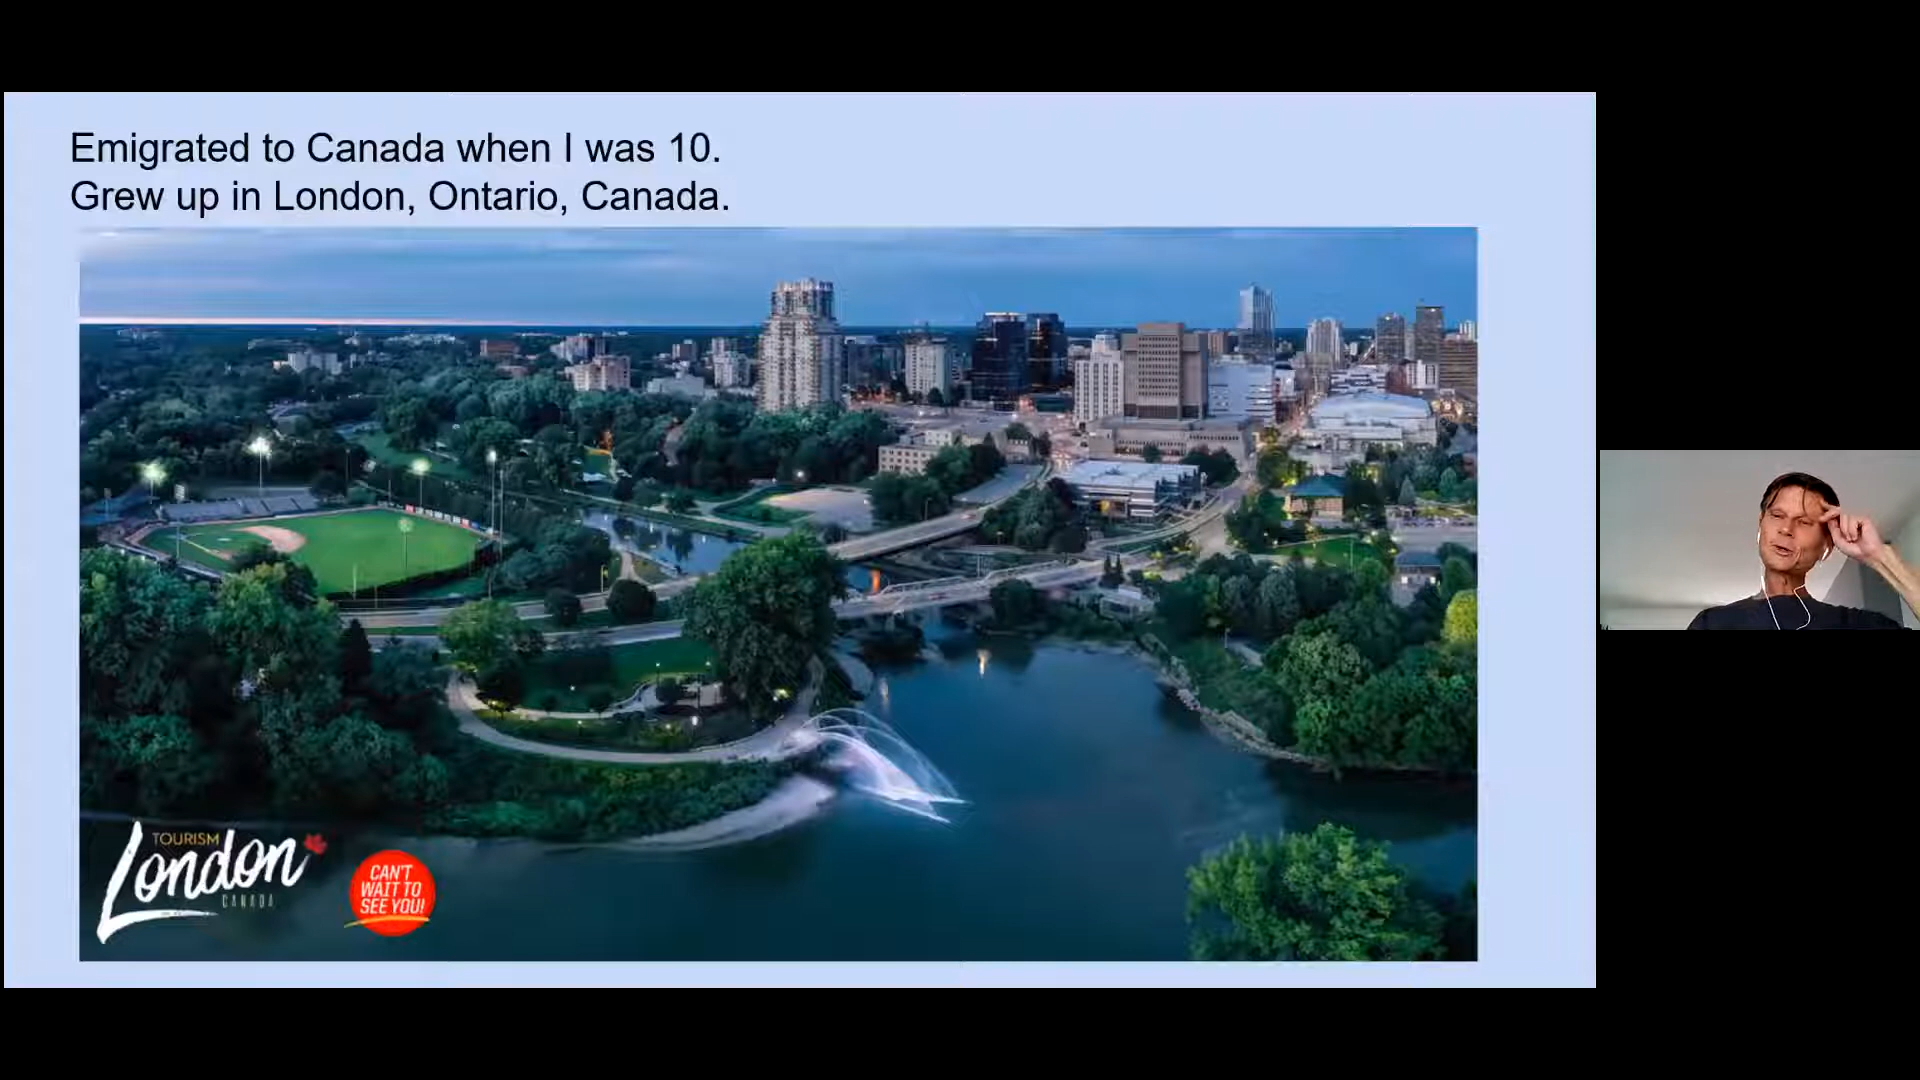 Emigrated to Canada when I was 10.
Grew up in London, Ontario, Canada.
TOURISM
London
CANADA
CAN'T
WAIT TO
SEE YOU!